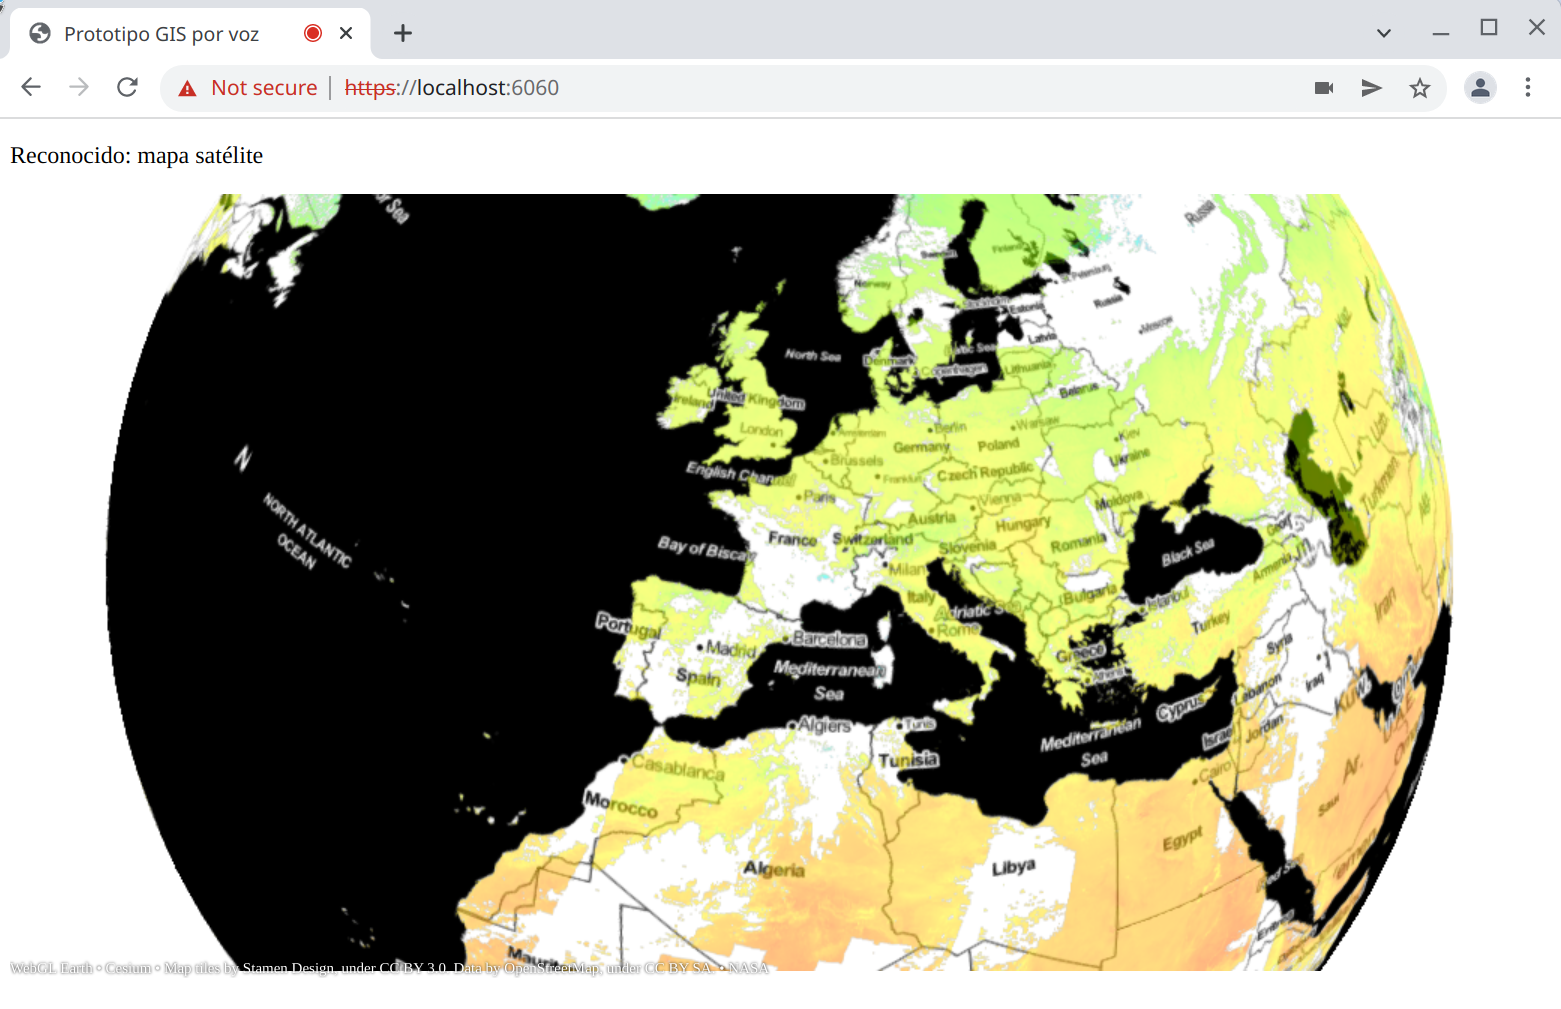 Prototipo GIS por voz
Not secure
https://localhost:6060
Reconocido: mapa satélite
Russia
Sweden
Finland
Norway
St Petersburg
Stockholm
Estonia
Russia
Moscow
Latvia
North Sea
Denmark
Baltic Sea
Copenhagen
Lithuania
Belarus
Ireland
United Kingdom
London
Amsterdam
Berlin
Warsaw
Kiev
Germany
Poland
Ukraine
Brussels
English Channel
Frankfurt
Czech Republic
Paris
Vienna
Moldova
N
NORTH ATLANTIC
OCEAN
Austria
Hungary
France
Switzerland
Slovenia
Romania
Black Sea
Bay of Biscay
Milan
Armenia
Turkmen
Italy
Adriatic Sea
Bulgaria
Istanbul
Iran
Portugal
Rome
Turkey
Barcelona
Madrid
Greece
Syria
Spain
Mediterranean
Sea
Athens
Iraq
Lebanon
Cyprus
Algiers
Tunis
Mediterranean
Sea
Israel
Jordan
Casablanca
Tunisia
Cairo
Morocco
Algeria
Libya
Egypt
WebGL Earth • Cesium • Map tiles by Stamen Design, under CC BY 3.0. Data by OpenStreetMap, under CC BY SA. • NASA